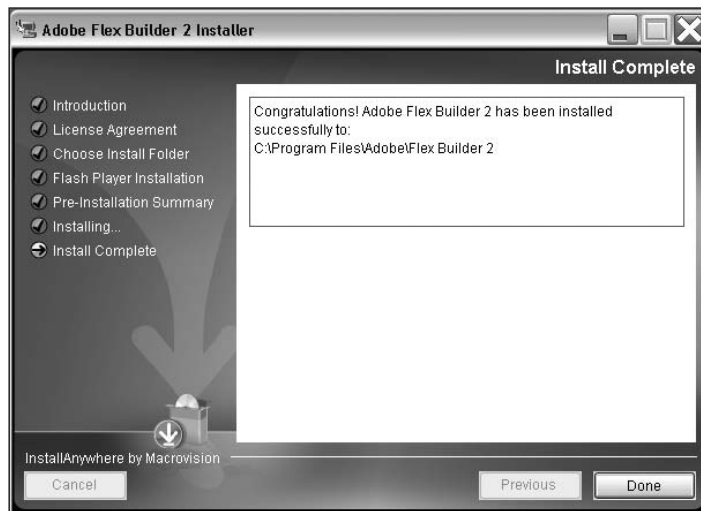 Adobe Flex Builder 2 Installer
Install Complete
Introduction
License Agreement
Choose Install Folder
Flash Player Installation
Pre-Installation Summary
Installing...
Install Complete
Congratulations! Adobe Flex Builder 2 has been installed
successfully to:
C:\Program Files\Adobe\Flex Builder 2
InstallAnywhere by Macrovision
Cancel
Previous
Done